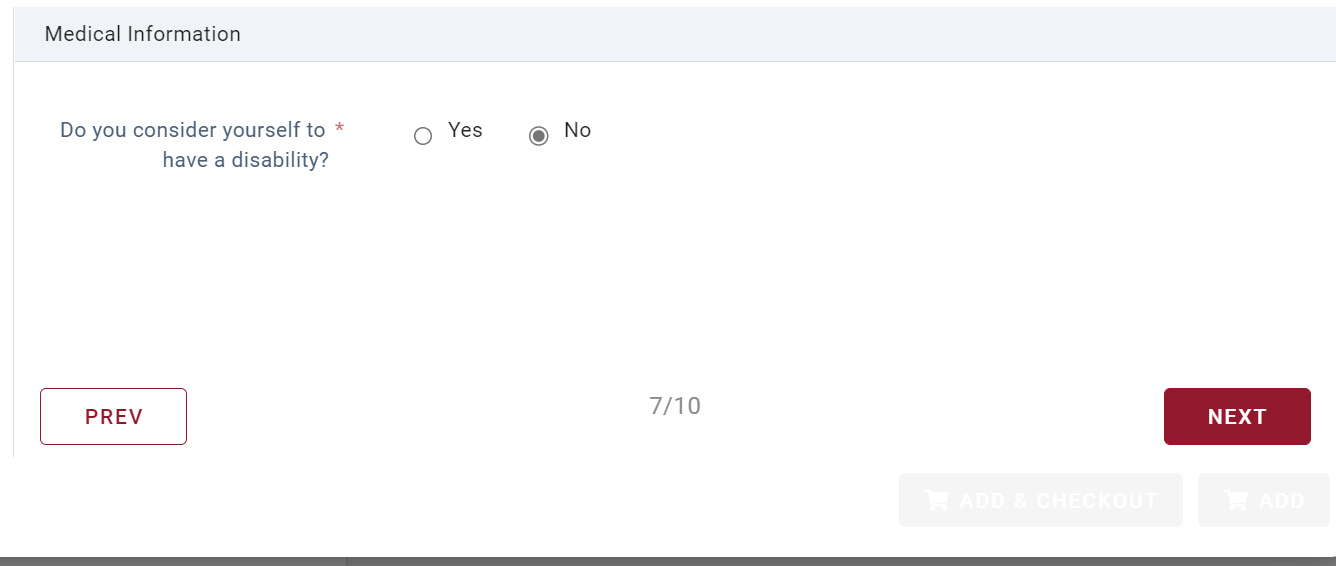 Medical Information
Do you consider yourself to * Yes No
have a disability?
PREV 7/10 NEXT
ADD & CHECKOUT ADD